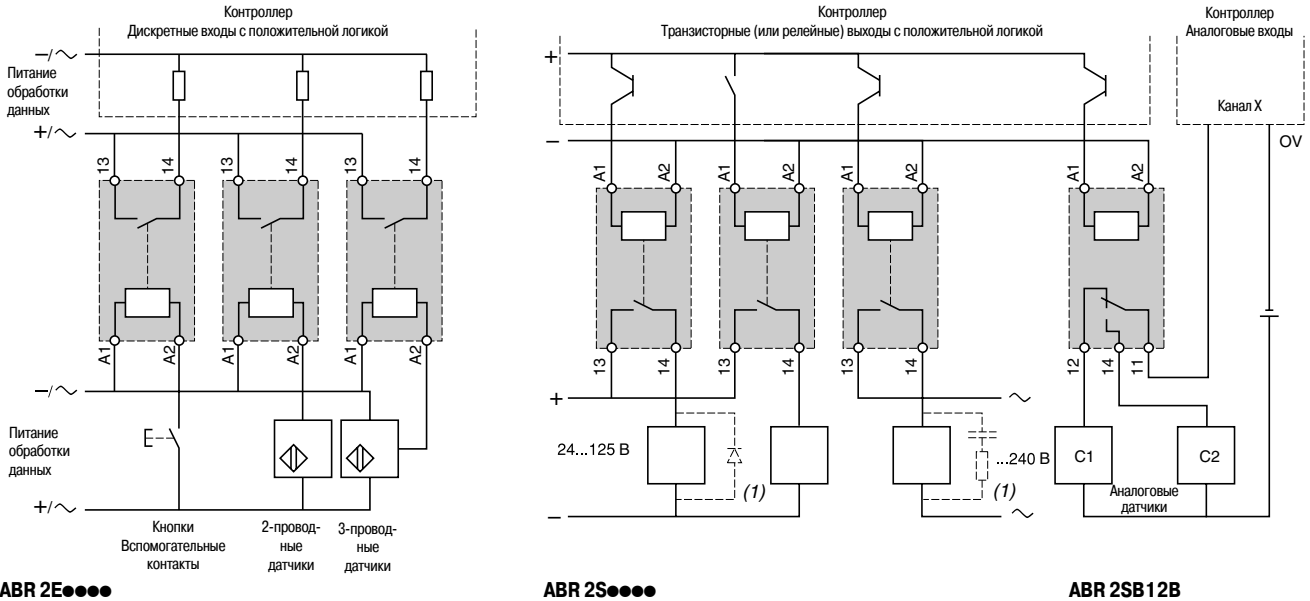 Контроллер
Дискретные входы с положительной логикой
−/∼
Питание
обработки
данных
+/∼
13
14
13
14
13
14
A1
A2
A1
A2
A1
A2
−/∼
Питание
обработки
данных
+/∼
Кнопки
Вспомогательные
контакты
2-провод-
ные
датчики
3-провод-
ные
датчики
ABR 2E●●●●
Контроллер
Транзисторные (или релейные) выходы с положительной логикой
+
−
A1
A2
A1
A2
A1
A2
A1
A2
13
14
13
14
13
14
12
14
11
+
∼
24...125 В
(1)
...240 В
(1)
−
∼
ABR 2S●●●●
Контроллер
Аналоговые входы
Канал X
OV
C1
C2
Аналоговые
датчики
ABR 2SB12B